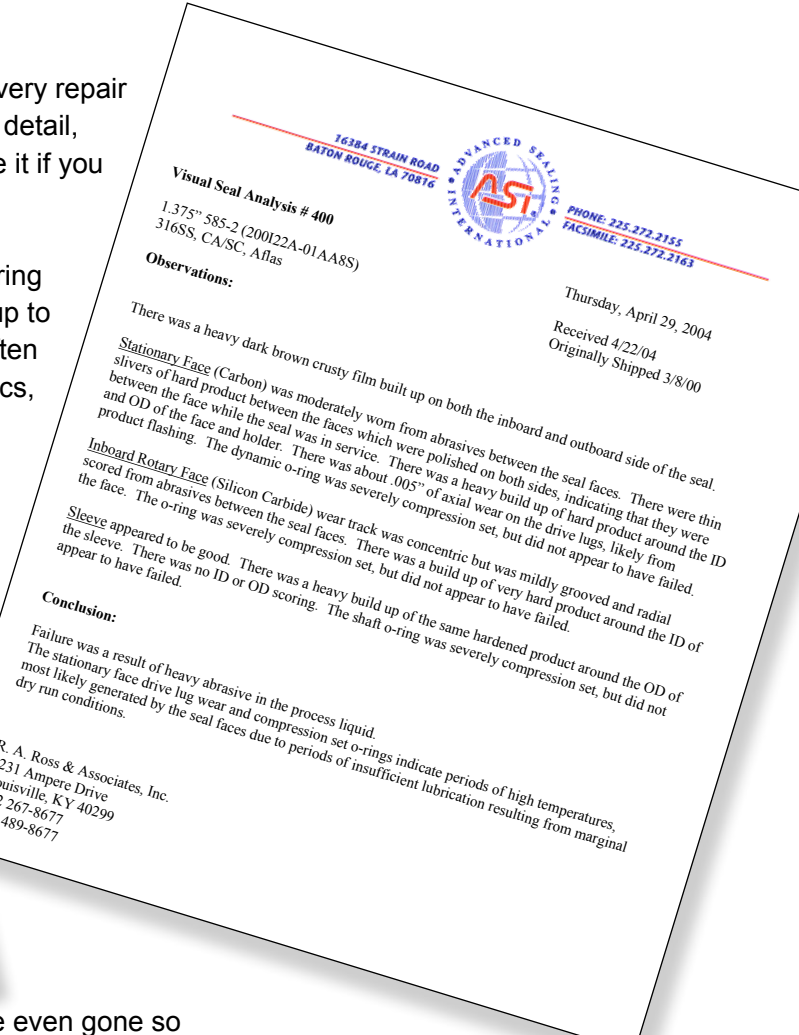 very repair
detail,
e it if you
ring
up to
ten
cs,
16384 STRAIN ROAD
BATON ROUGE, LA 70816
ADVANCED SEALING INTERNATIONAL
ASI
PHONE: 225.272.2155
FACSIMILE: 225.272.2163
Visual Seal Analysis # 400
1.375” 585-2 (200I22A-01AA8S)
316SS, CA/SC, Aflas
Thursday, April 29, 2004
Received 4/22/04
Originally Shipped 3/8/00
Observations:
There was a heavy dark brown crusty film built up on both the inboard and outboard side of the seal.
Stationary Face (Carbon) was moderately worn from abrasives between the seal faces. There were thin
slivers of hard product between the faces which were polished on both sides, indicating that they were
between the face while the seal was in service. There was a heavy build up of hard product around the ID
and OD of the face and holder. There was about .005” of axial wear on the drive lugs, likely from
product flashing. The dynamic o-ring was severely compression set, but did not appear to have failed.
Inboard Rotary Face (Silicon Carbide) wear track was concentric but was mildly grooved and radial
scored from abrasives between the seal faces. There was a build up of very hard product around the ID of
the face. The o-ring was severely compression set, but did not appear to have failed.
Sleeve appeared to be good. There was a heavy build up of the same hardened product around the OD of
the sleeve. There was no ID or OD scoring. The shaft o-ring was severely compression set, but did not
appear to have failed.
Conclusion:
Failure was a result of heavy abrasive in the process liquid.
The stationary face drive lug wear and compression set o-rings indicate periods of high temperatures,
most likely generated by the seal faces due to periods of insufficient lubrication resulting from marginal
dry run conditions.
R. A. Ross & Associates, Inc.
231 Ampere Drive
ouisville, KY 40299
2 267-8677
489-8677
e even gone so